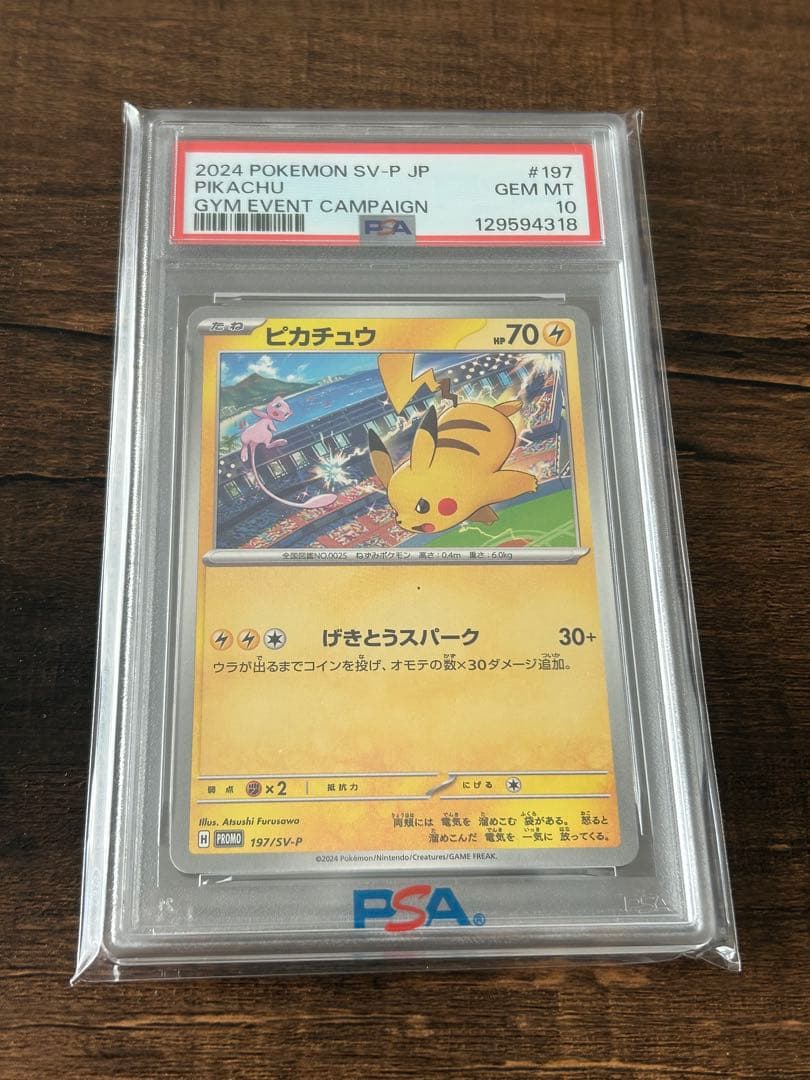 2024 POKEMON SV-P JP #197
PIKACHU GEM MT
GYM EVENT CAMPAIGN 10
PSA 129594318
たね ピカチュウ HP70
全国図鑑NO.0025 ねずみポケモン 高さ:0.4m 重さ:6.0kg
げきとうスパーク 30+
ウラが出るまでコインを投げ、オモテの数×30ダメージ追加。
弱点 ×2 抵抗力 にげる
Illus. Atsushi Furusawa
両頬には 電気を 溜めこむ 袋がある。 怒ると
溜めこんだ 電気を 一気に 放ってくる。
H PROMO 197/SV-P
©2024 Pokémon/Nintendo/Creatures/GAME FREAK.
PSA®
PSA